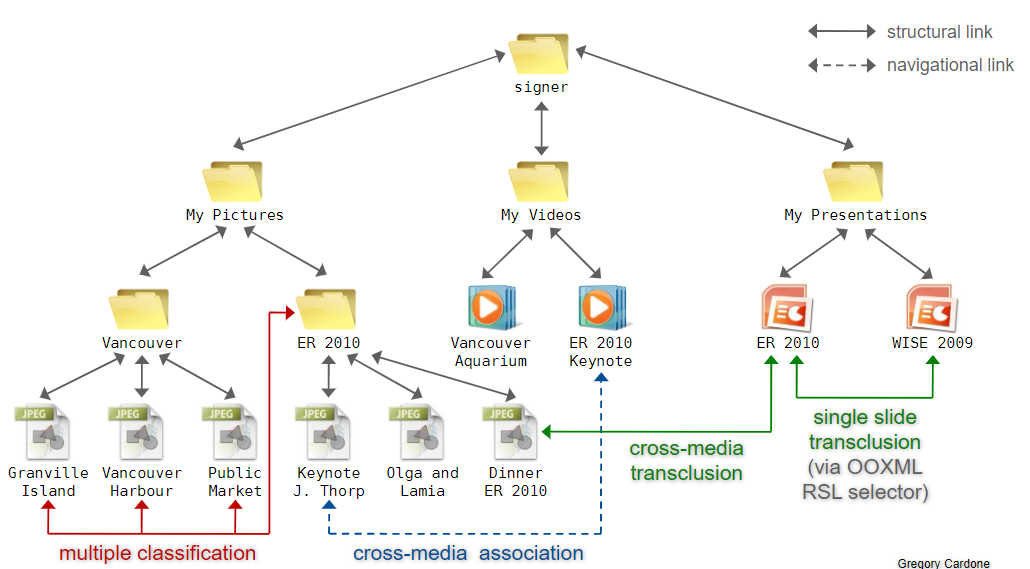 structural link
navigational link
signer
My Pictures
My Videos
My Presentations
Vancouver
ER 2010
Vancouver
Aquarium
ER 2010
Keynote
ER 2010
WISE 2009
JPEG
JPEG
JPEG
JPEG
JPEG
JPEG
Granville
Island
Vancouver
Harbour
Public
Market
Keynote
J. Thorp
Olga and
Lamia
Dinner
ER 2010
cross-media
transclusion
single slide
transclusion
(via OOXML
RSL selector)
multiple classification
cross-media association
Gregory Cardone